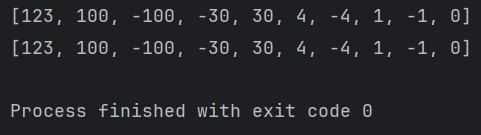 [123, 100, -100, -30, 30, 4, -4, 1, -1, 0]
[123, 100, -100, -30, 30, 4, -4, 1, -1, 0]
Process finished with exit code 0